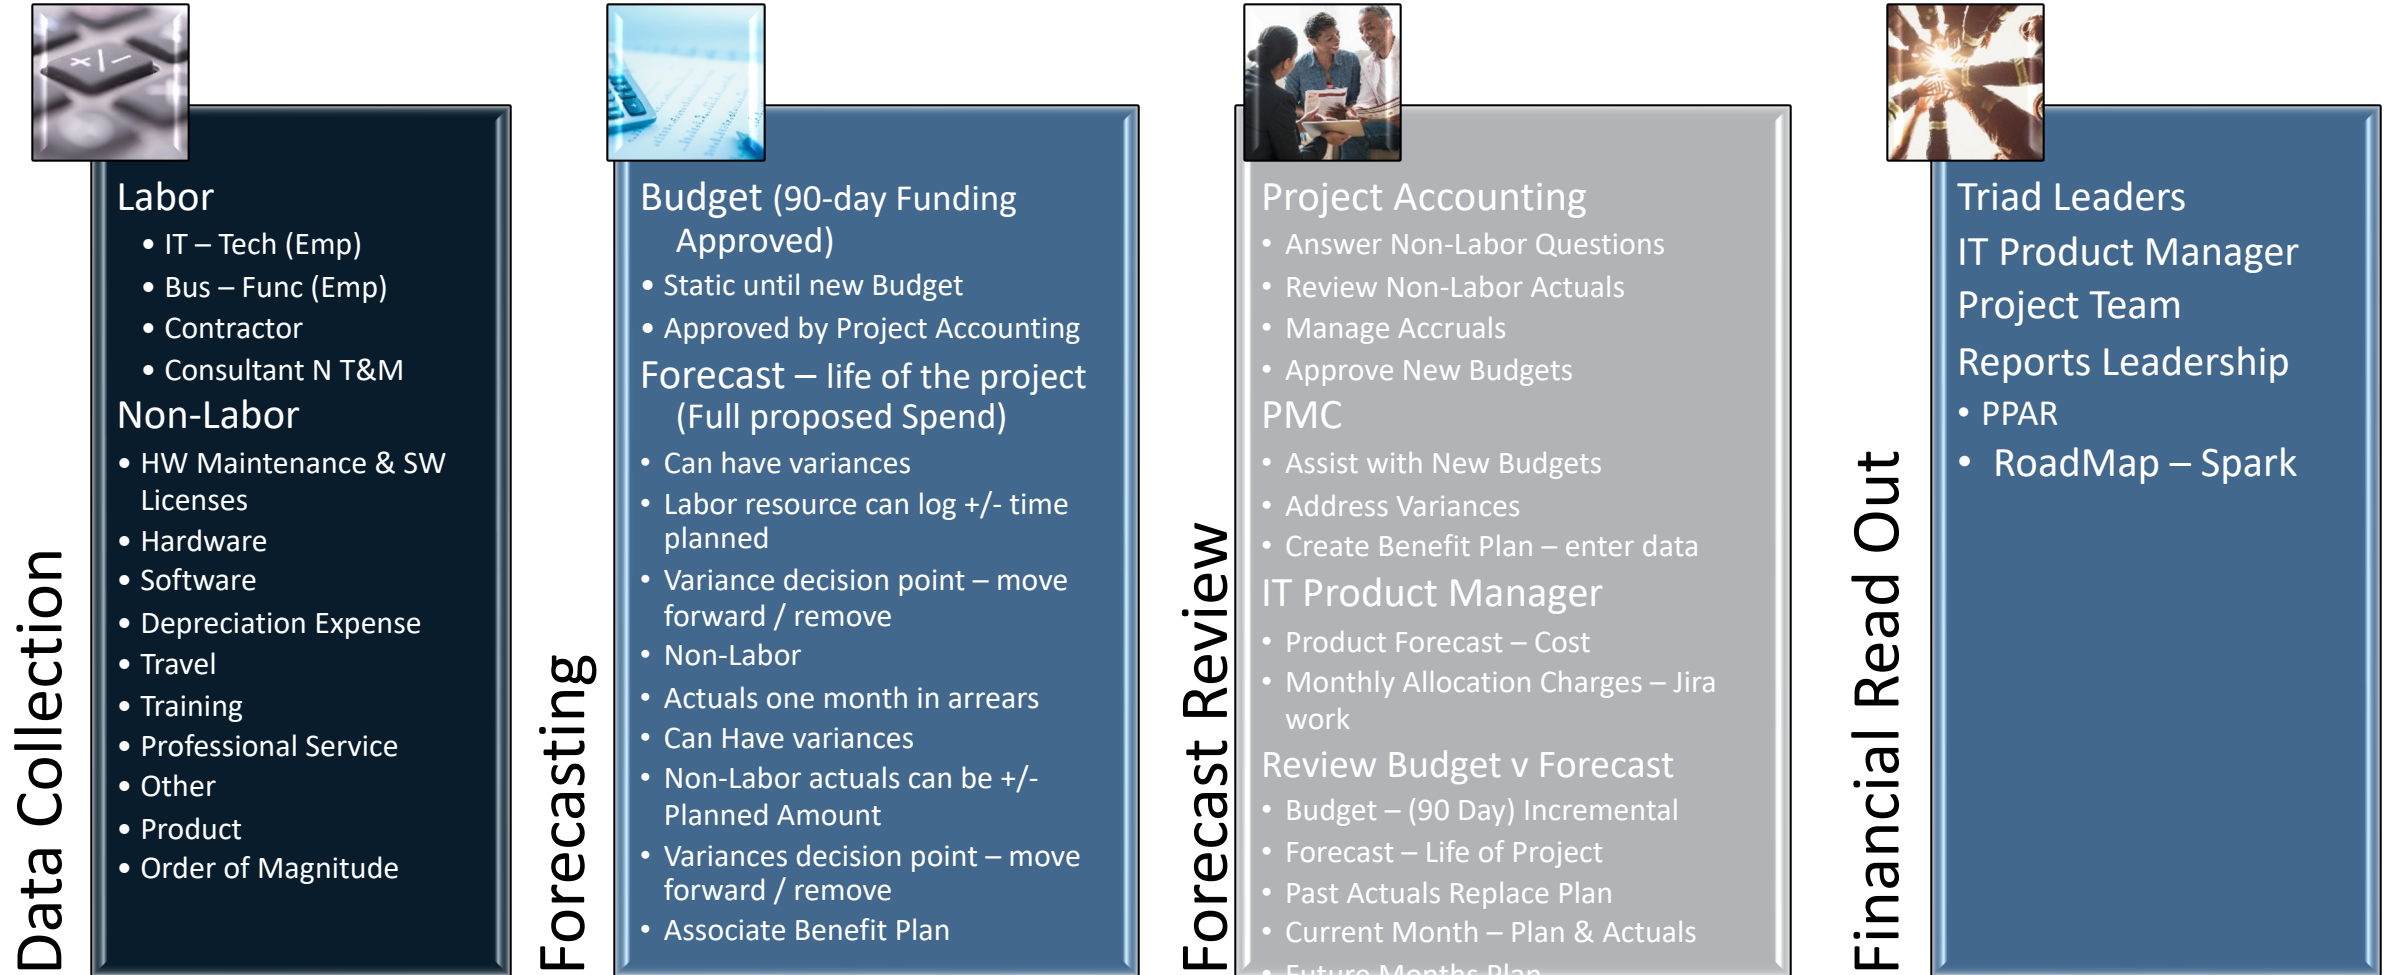 Data Collection
Labor
• IT – Tech (Emp)
• Bus – Func (Emp)
• Contractor
• Consultant N T&M
Non-Labor
• HW Maintenance & SW
Licenses
• Hardware
• Software
• Depreciation Expense
• Travel
• Training
• Professional Service
• Other
• Product
• Order of Magnitude
Forecasting
Budget (90-day Funding
Approved)
• Static until new Budget
• Approved by Project Accounting
Forecast – life of the project
(Full proposed Spend)
• Can have variances
• Labor resource can log +/- time
planned
• Variance decision point – move
forward / remove
• Non-Labor
• Actuals one month in arrears
• Can Have variances
• Non-Labor actuals can be +/-
Planned Amount
• Variances decision point – move
forward / remove
• Associate Benefit Plan
Forecast Review
Project Accounting
• Answer Non-Labor Questions
• Review Non-Labor Actuals
• Manage Accruals
• Approve New Budgets
PMC
• Assist with New Budgets
• Address Variances
• Create Benefit Plan – enter data
IT Product Manager
• Product Forecast – Cost
• Monthly Allocation Charges – Jira
work
Review Budget v Forecast
• Budget – (90 Day) Incremental
• Forecast – Life of Project
• Past Actuals Replace Plan
• Current Month – Plan & Actuals
• Future Months Plan
Financial Read Out
Triad Leaders
IT Product Manager
Project Team
Reports Leadership
• PPAR
• RoadMap – Spark